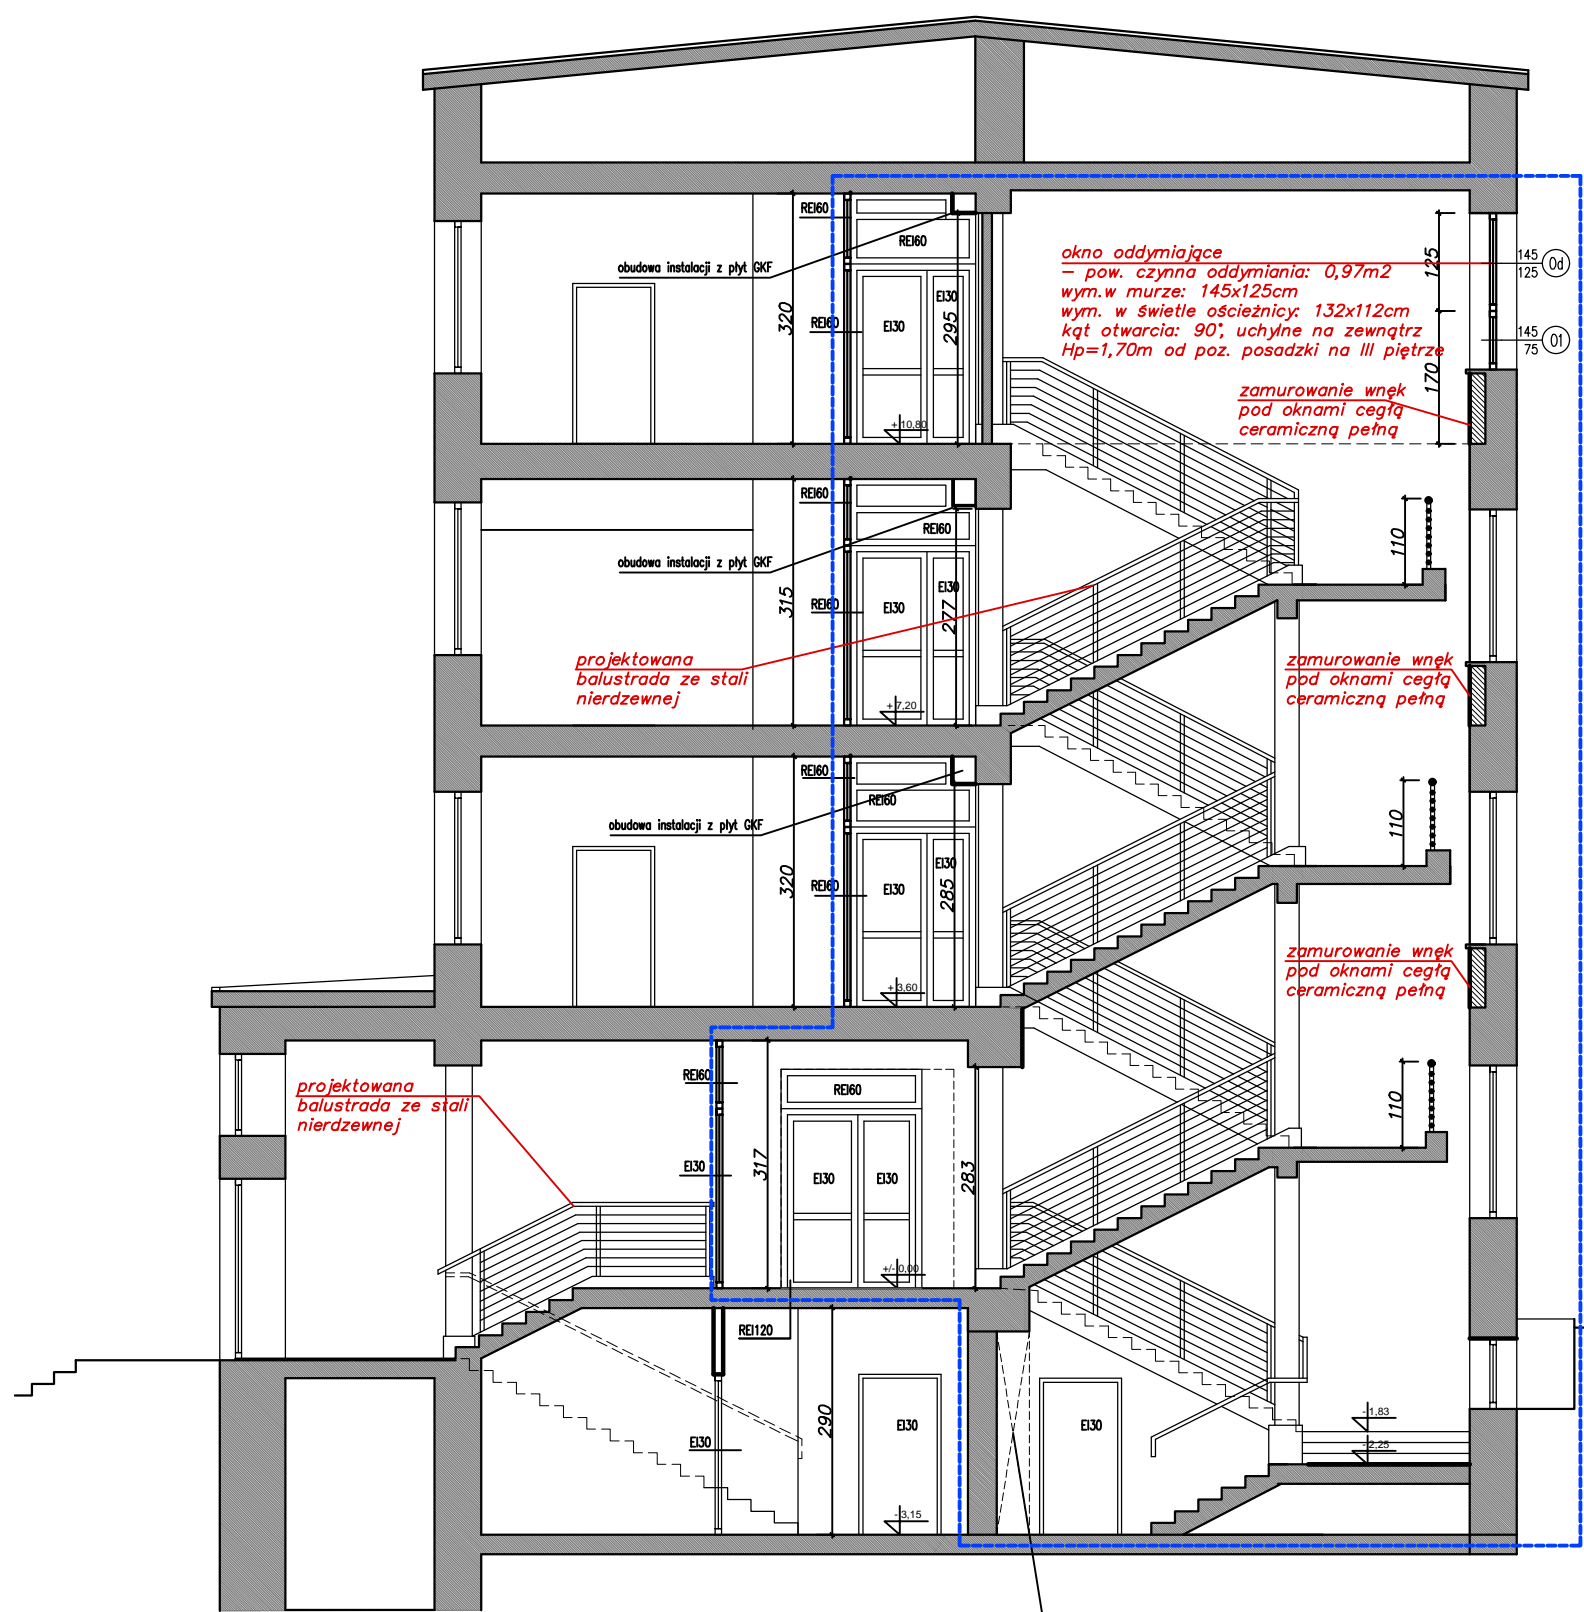 REI60
REI60
obudowa instalacji z płyt GKF
320
REI60
EI30
EI30
295
+10,80
okno oddymiające
– pow. czynna oddymiania: 0,97m2
wym.w murze: 145x125cm
wym. w świetle ościeżnicy: 132x112cm
kąt otwarcia: 90°, uchylne na zewnątrz
Hp=1,70m od poz. posadzki na III piętrze
125
170
145
125
Od
145
75
O1
zamurowanie wnęk
pod oknami cegłą
ceramiczną pełną
REI60
REI60
obudowa instalacji z płyt GKF
315
REI60
EI30
EI30
277
+7,20
110
projektowana
balustrada ze stali
nierdzewnej
zamurowanie wnęk
pod oknami cegłą
ceramiczną pełną
REI60
REI60
obudowa instalacji z płyt GKF
320
REI60
EI30
EI30
285
+3,60
110
zamurowanie wnęk
pod oknami cegłą
ceramiczną pełną
projektowana
balustrada ze stali
nierdzewnej
REI60
REI60
EI30
317
EI30
EI30
283
+/-0,00
110
REI120
290
EI30
EI30
EI30
-3,15
-1,83
-2,25